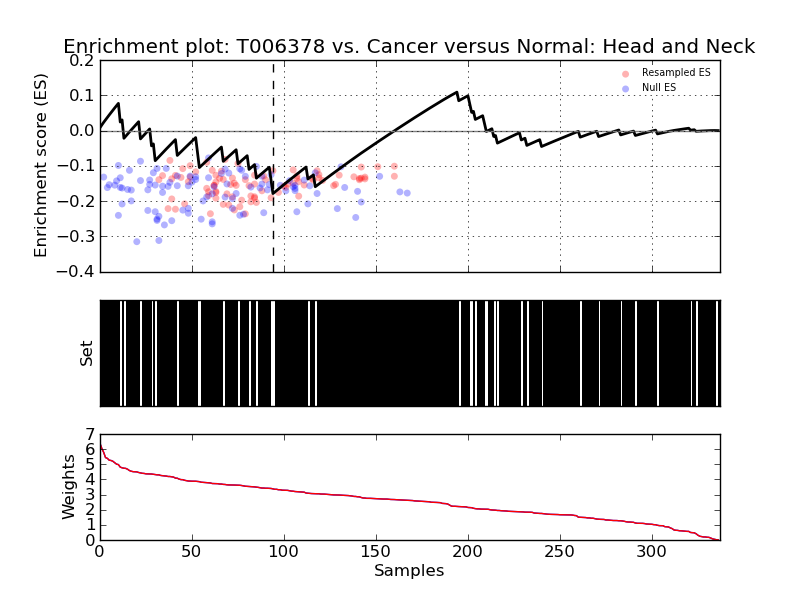 Enrichment plot: T006378 vs. Cancer versus Normal: Head and Neck
Enrichment score (ES)
0.2
0.1
0.0
−0.1
−0.2
−0.3
−0.4
Resampled ES
Null ES
Set
Weights
7
6
5
4
3
2
1
0
0 50 100 150 200 250 300
Samples